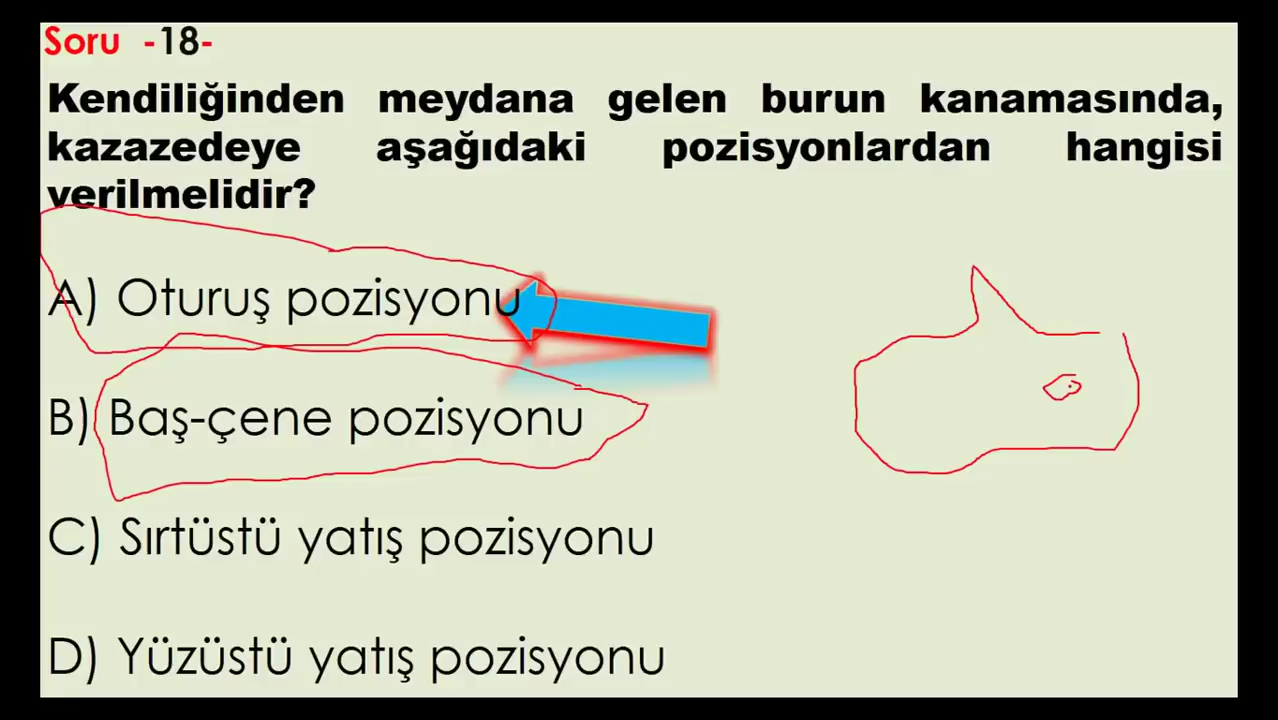 Soru -18-
Kendiliğinden meydana gelen burun kanamasında,
kazazedeye aşağıdaki pozisyonlardan hangisi
verilmelidir?
A) Oturuş pozisyonu
B) Baş-çene pozisyonu
C) Sırtüstü yatış pozisyonu
D) Yüzüstü yatış pozisyonu